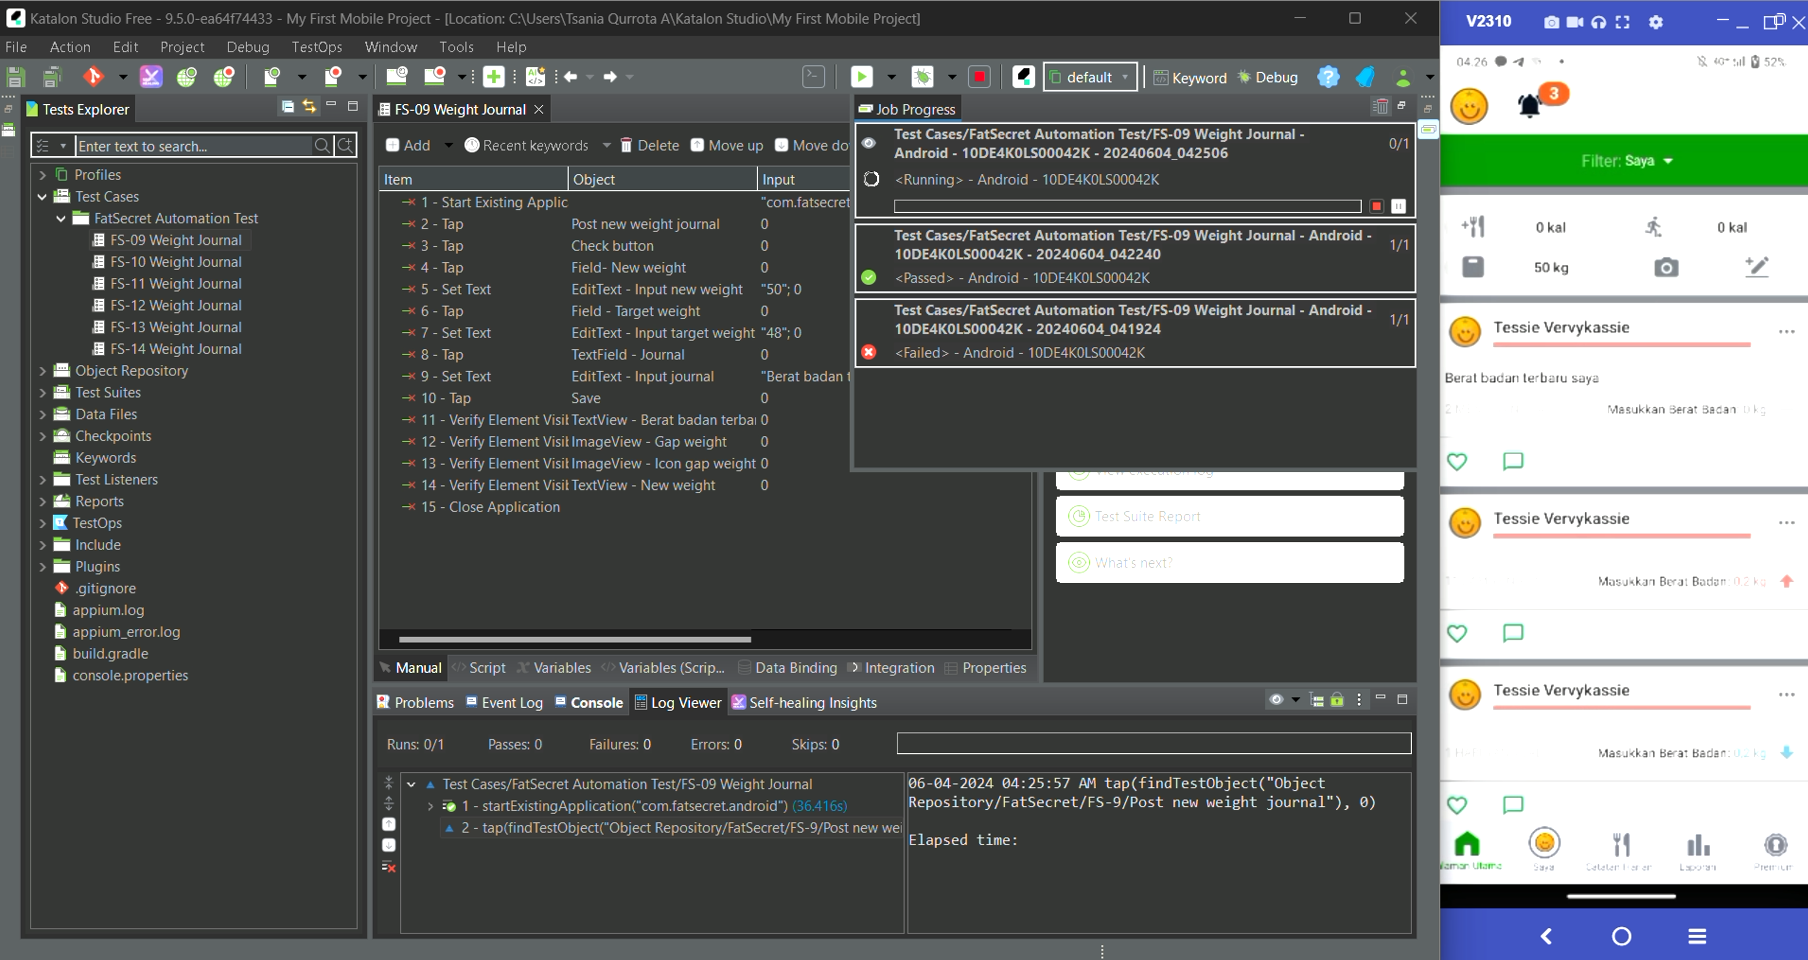 Katalon Studio Free - 9.5.0-ea64f74433 - My First Mobile Project - [Location: C:\Users\Tsania Qurrota A\Katalon Studio\My First Mobile Project]
File Action Edit Project Debug TestOps Window Tools Help
default Keyword Debug
Tests Explorer
Enter text to search...
Profiles
Test Cases
FatSecret Automation Test
FS-09 Weight Journal
FS-10 Weight Journal
FS-11 Weight Journal
FS-12 Weight Journal
FS-13 Weight Journal
FS-14 Weight Journal
Object Repository
Test Suites
Data Files
Checkpoints
Keywords
Test Listeners
Reports
TestOps
Include
Plugins
.gitignore
appium.log
appium_error.log
build.gradle
console.properties
FS-09 Weight Journal
Add Recent keywords Delete Move up Move do
Item Object Input
1 - Start Existing Applic "com.fatsecret
2 - Tap Post new weight journal 0
3 - Tap Check button 0
4 - Tap Field- New weight 0
5 - Set Text EditText - Input new weight "50"; 0
6 - Tap Field - Target weight 0
7 - Set Text EditText - Input target weight "48"; 0
8 - Tap TextField - Journal 0
9 - Set Text EditText - Input journal "Berat badan t
10 - Tap Save 0
11 - Verify Element Visil TextView - Berat badan terbai 0
12 - Verify Element Visil ImageView - Gap weight 0
13 - Verify Element Visil ImageView - Icon gap weight 0
14 - Verify Element Visil TextView - New weight 0
15 - Close Application
Manual Script Variables Variables (Scrip... Data Binding Integration Properties
Job Progress
Test Cases/FatSecret Automation Test/FS-09 Weight Journal - 0/1
Android - 10DE4K0LS00042K - 20240604_042506
<Running> - Android - 10DE4K0LS00042K
Test Cases/FatSecret Automation Test/FS-09 Weight Journal - Android - 1/1
10DE4K0LS00042K - 20240604_042240
<Passed> - Android - 10DE4K0LS00042K
Test Cases/FatSecret Automation Test/FS-09 Weight Journal - Android - 1/1
10DE4K0LS00042K - 20240604_041924
<Failed> - Android - 10DE4K0LS00042K
View execution log
Test Suite Report
What's next?
Problems Event Log Console Log Viewer Self-healing Insights
Runs: 0/1 Passes: 0 Failures: 0 Errors: 0 Skips: 0
Test Cases/FatSecret Automation Test/FS-09 Weight Journal
1 - startExistingApplication("com.fatsecret.android") (36.416s)
2 - tap(findTestObject("Object Repository/FatSecret/FS-9/Post new wei
06-04-2024 04:25:57 AM tap(findTestObject("Object
Repository/FatSecret/FS-9/Post new weight journal"), 0)
Elapsed time:
V2310
04.26 52%
3
Filter: Saya
0 kal 0 kal
50 kg
Tessie Vervykassie
Berat badan terbaru saya
Masukkan Berat Badan 0 kg
Tessie Vervykassie
Masukkan Berat Badan: 0.2 kg
Tessie Vervykassie
Masukkan Berat Badan: 0.2 kg
laman Utama Saya Catatan Harian Laporan Premium